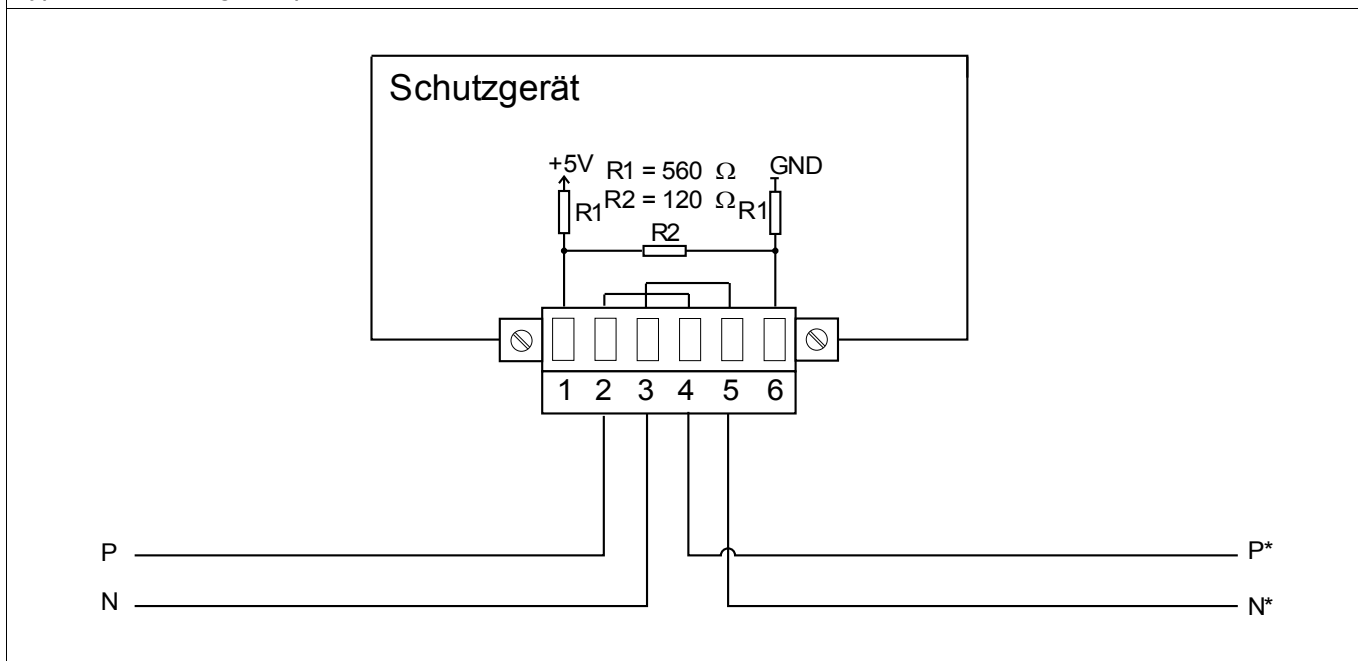 Schutzgerät
+5V
R1 = 560 Ω
GND
R2 = 120 Ω
R1
R1
R2
1 2 3 4 5 6
P
P*
N
N*